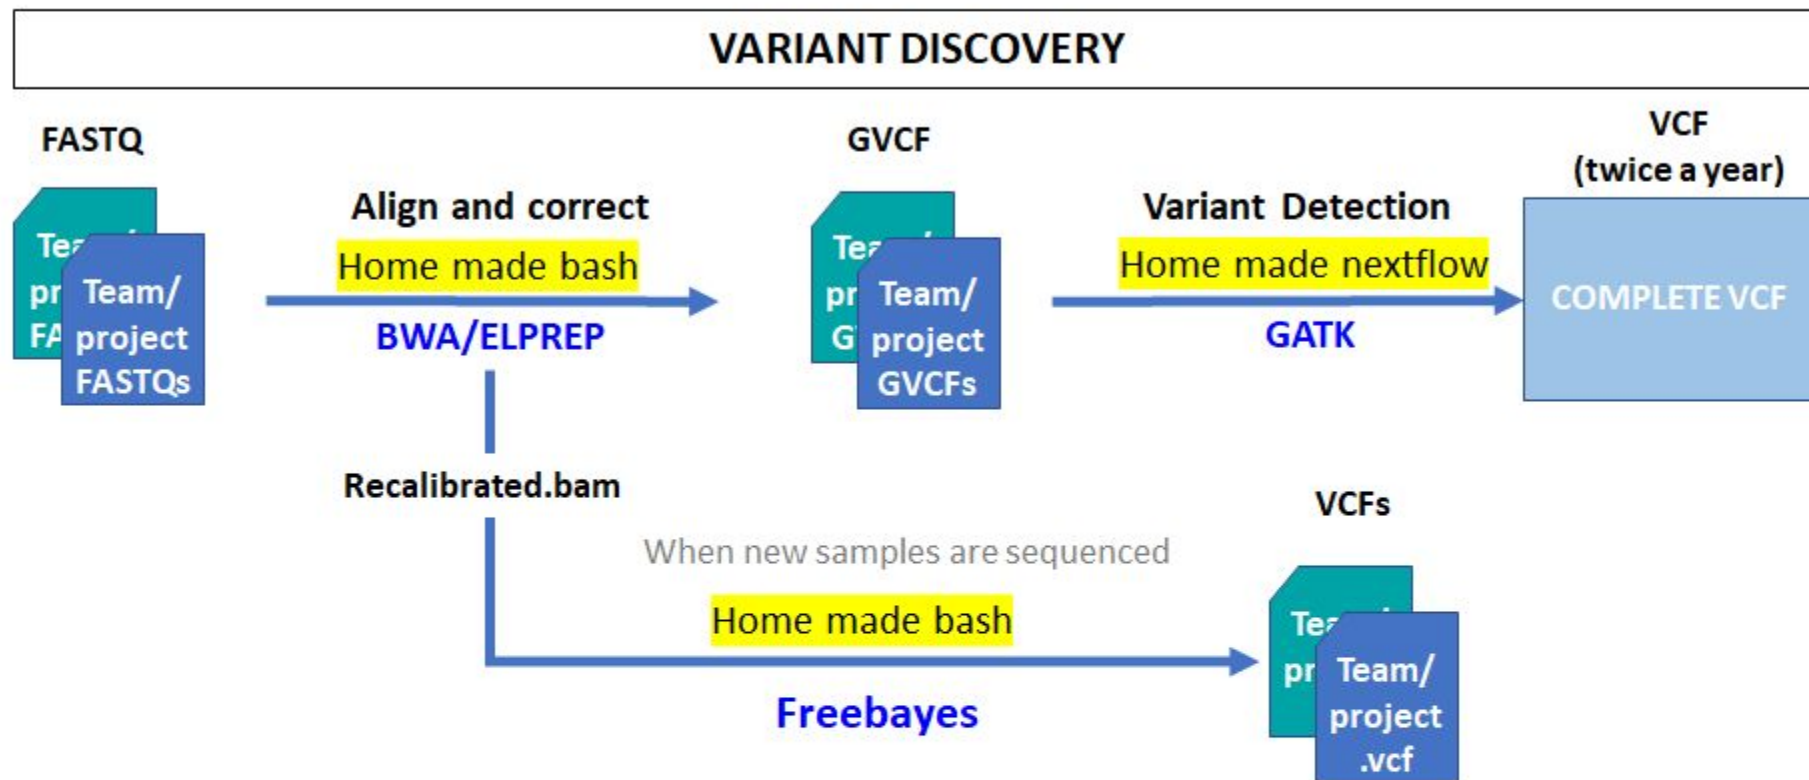 VARIANT DISCOVERY
FASTQ
Team/
project
FASTQs
Align and correct
Home made bash
BWA/ELPREP
GVCF
Team/
project
GVCFs
Variant Detection
Home made nextflow
GATK
VCF
(twice a year)
COMPLETE VCF
Recalibrated.bam
When new samples are sequenced
Home made bash
Freebayes
VCFs
Team/
project
.vcf